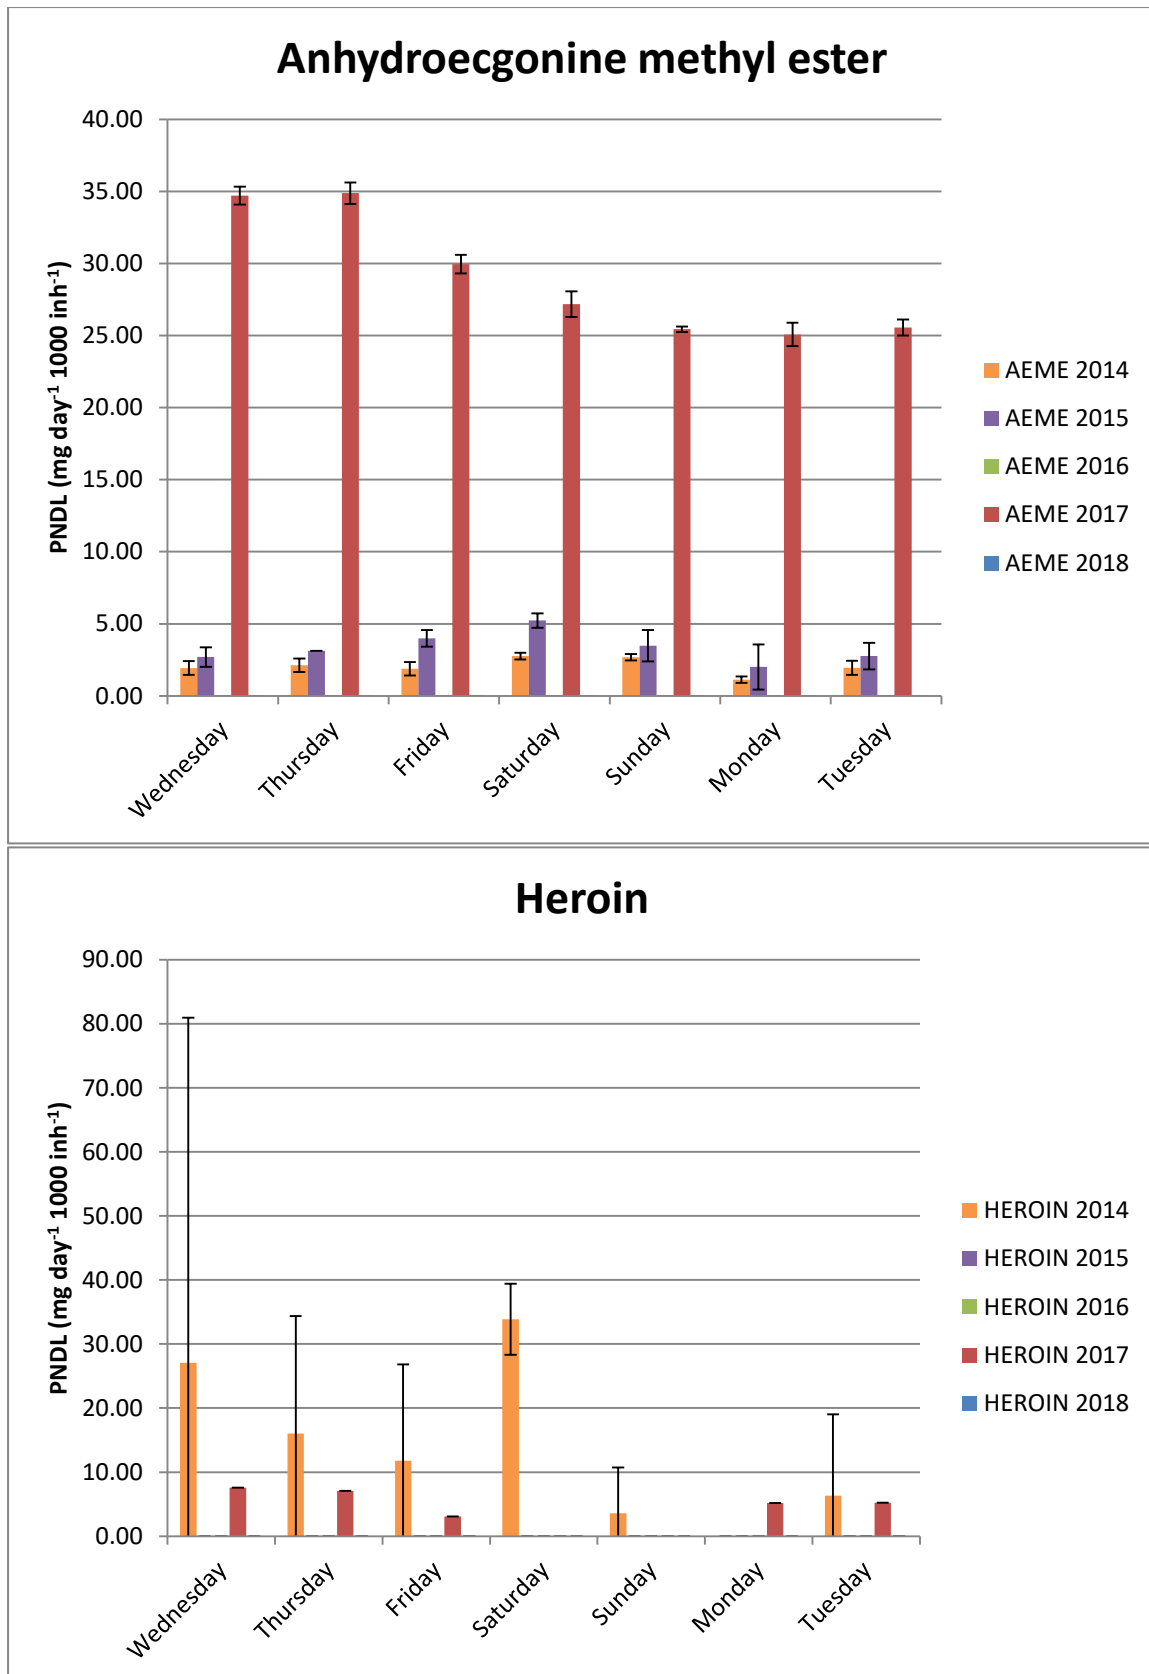 Anhydroecgonine methyl ester
PNDL (mg day⁻¹ 1000 inh⁻¹)
40.00
35.00
30.00
25.00
20.00
15.00
10.00
5.00
0.00
Wednesday
Thursday
Friday
Saturday
Sunday
Monday
Tuesday
AEME 2014
AEME 2015
AEME 2016
AEME 2017
AEME 2018
Heroin
PNDL (mg day⁻¹ 1000 inh⁻¹)
90.00
80.00
70.00
60.00
50.00
40.00
30.00
20.00
10.00
0.00
Wednesday
Thursday
Friday
Saturday
Sunday
Monday
Tuesday
HEROIN 2014
HEROIN 2015
HEROIN 2016
HEROIN 2017
HEROIN 2018